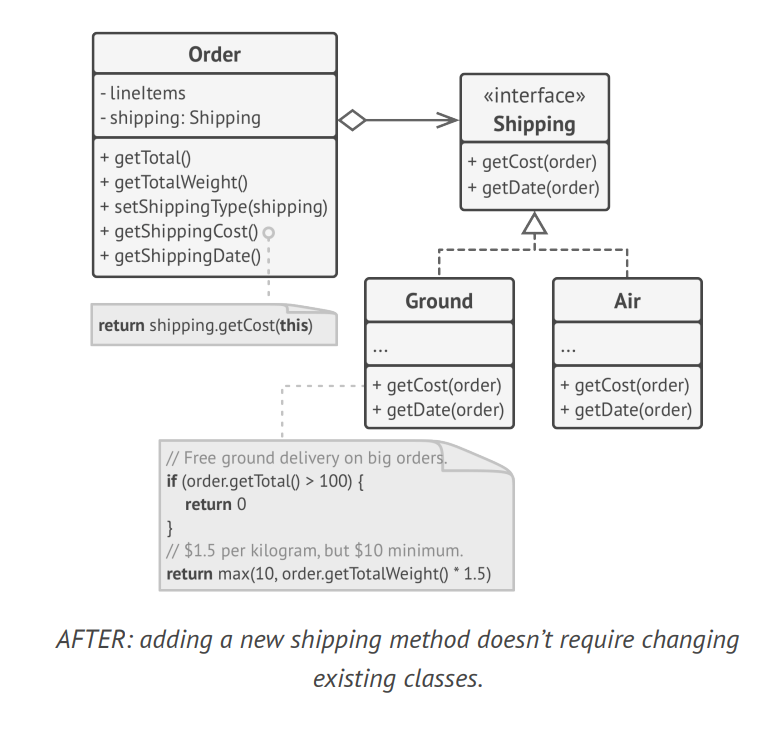 Order
- lineItems
- shipping: Shipping
+ getTotal()
+ getTotalWeight()
+ setShippingType(shipping)
+ getShippingCost()
+ getShippingDate()
return shipping.getCost(this)
«interface»
Shipping
+ getCost(order)
+ getDate(order)
Ground
...
+ getCost(order)
+ getDate(order)
Air
...
+ getCost(order)
+ getDate(order)
// Free ground delivery on big orders.
if (order.getTotal() > 100) {
return 0
}
// $1.5 per kilogram, but $10 minimum.
return max(10, order.getTotalWeight() * 1.5)
AFTER: adding a new shipping method doesn’t require changing
existing classes.